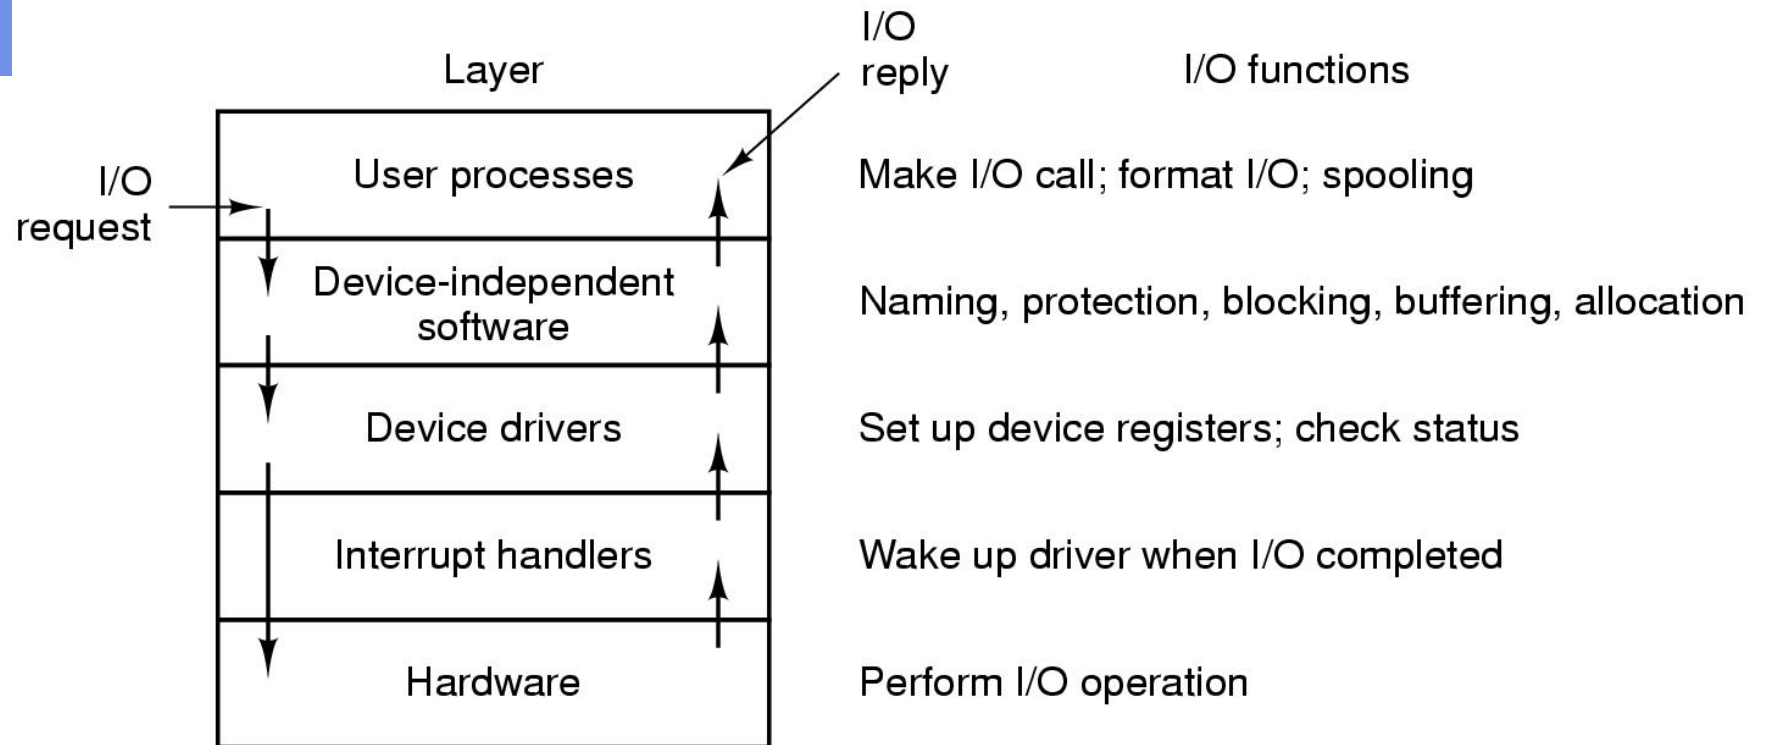 I/O
reply
Layer
I/O functions
I/O
request
User processes
Make I/O call; format I/O; spooling
Device-independent
software
Naming, protection, blocking, buffering, allocation
Device drivers
Set up device registers; check status
Interrupt handlers
Wake up driver when I/O completed
Hardware
Perform I/O operation